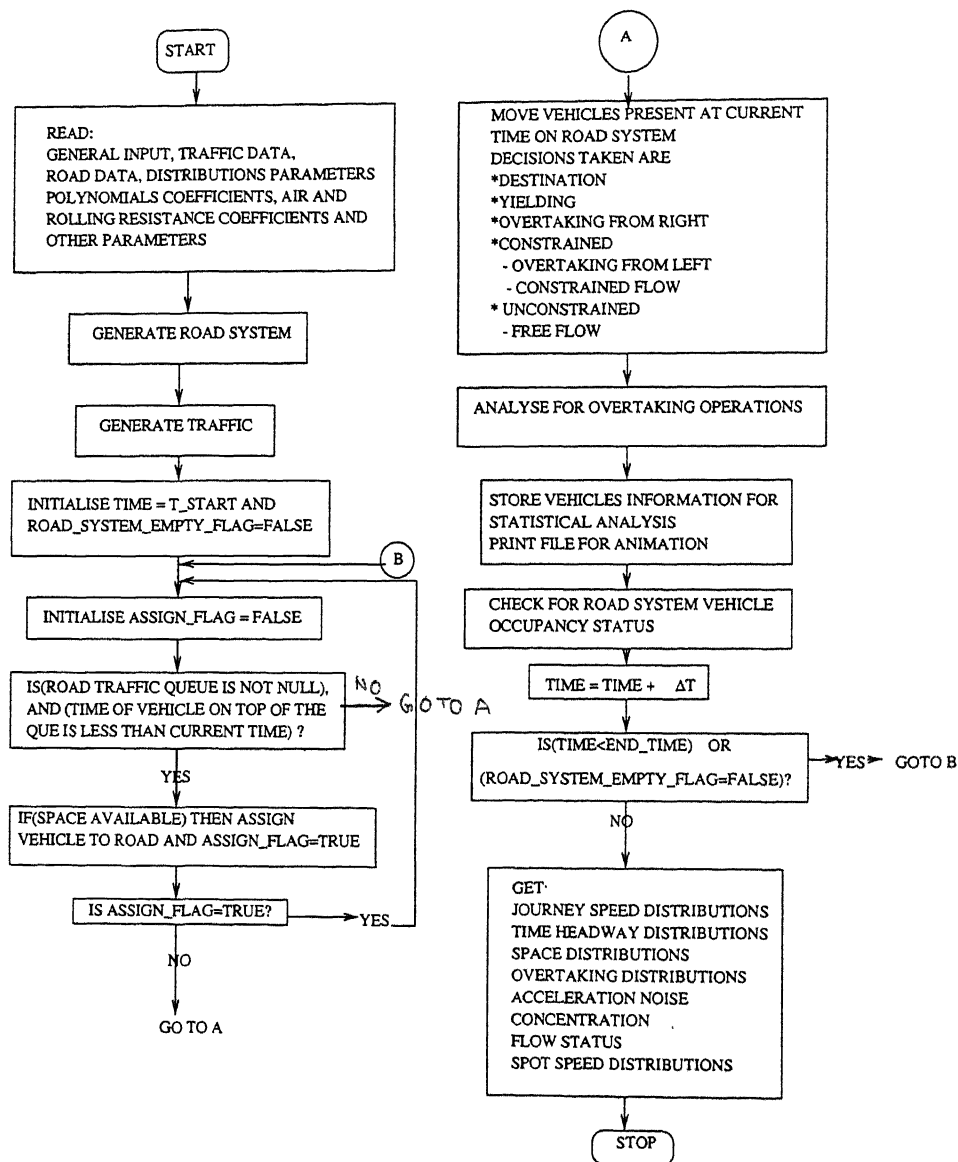 START
READ:
GENERAL INPUT, TRAFFIC DATA,
ROAD DATA, DISTRIBUTIONS PARAMETERS
POLYNOMIALS COEFFICIENTS, AIR AND
ROLLING RESISTANCE COEFFICIENTS AND
OTHER PARAMETERS
GENERATE ROAD SYSTEM
GENERATE TRAFFIC
INITIALISE TIME = T_START AND
ROAD_SYSTEM_EMPTY_FLAG=FALSE
B
INITIALISE ASSIGN_FLAG = FALSE
IS(ROAD TRAFFIC QUEUE IS NOT NULL),
AND (TIME OF VEHICLE ON TOP OF THE
QUE IS LESS THAN CURRENT TIME) ?
NO
GO TO A
YES
IF(SPACE AVAILABLE) THEN ASSIGN
VEHICLE TO ROAD AND ASSIGN_FLAG=TRUE
IS ASSIGN_FLAG=TRUE?
YES
NO
GO TO A
A
MOVE VEHICLES PRESENT AT CURRENT
TIME ON ROAD SYSTEM
DECISIONS TAKEN ARE
*DESTINATION
*YIELDING
*OVERTAKING FROM RIGHT
*CONSTRAINED
- OVERTAKING FROM LEFT
- CONSTRAINED FLOW
* UNCONSTRAINED
- FREE FLOW
ANALYSE FOR OVERTAKING OPERATIONS
STORE VEHICLES INFORMATION FOR
STATISTICAL ANALYSIS
PRINT FILE FOR ANIMATION
CHECK FOR ROAD SYSTEM VEHICLE
OCCUPANCY STATUS
TIME = TIME + ΔT
IS(TIME<END_TIME) OR
(ROAD_SYSTEM_EMPTY_FLAG=FALSE)?
YES
GOTO B
NO
GET·
JOURNEY SPEED DISTRIBUTIONS
TIME HEADWAY DISTRIBUTIONS
SPACE DISTRIBUTIONS
OVERTAKING DISTRIBUTIONS
ACCELERATION NOISE
CONCENTRATION
FLOW STATUS
SPOT SPEED DISTRIBUTIONS
STOP